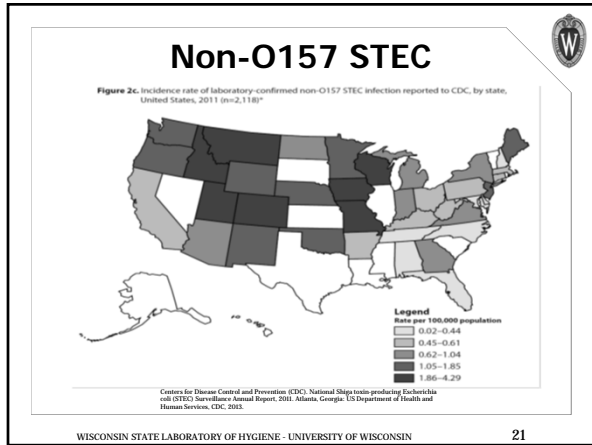 Non-O157 STEC
Figure 2c. Incidence rate of laboratory-confirmed non-O157 STEC infection reported to CDC, by state,
United States, 2011 (n=2,118)*
Legend
Rate per 100,000 population
0.02–0.44
0.45–0.61
0.62–1.04
1.05–1.85
1.86–4.29
Centers for Disease Control and Prevention (CDC). National Shiga toxin-producing Escherichia
coli (STEC) Surveillance Annual Report, 2011. Atlanta, Georgia: US Department of Health and
Human Services, CDC, 2013.
WISCONSIN STATE LABORATORY OF HYGIENE - UNIVERSITY OF WISCONSIN 21
W